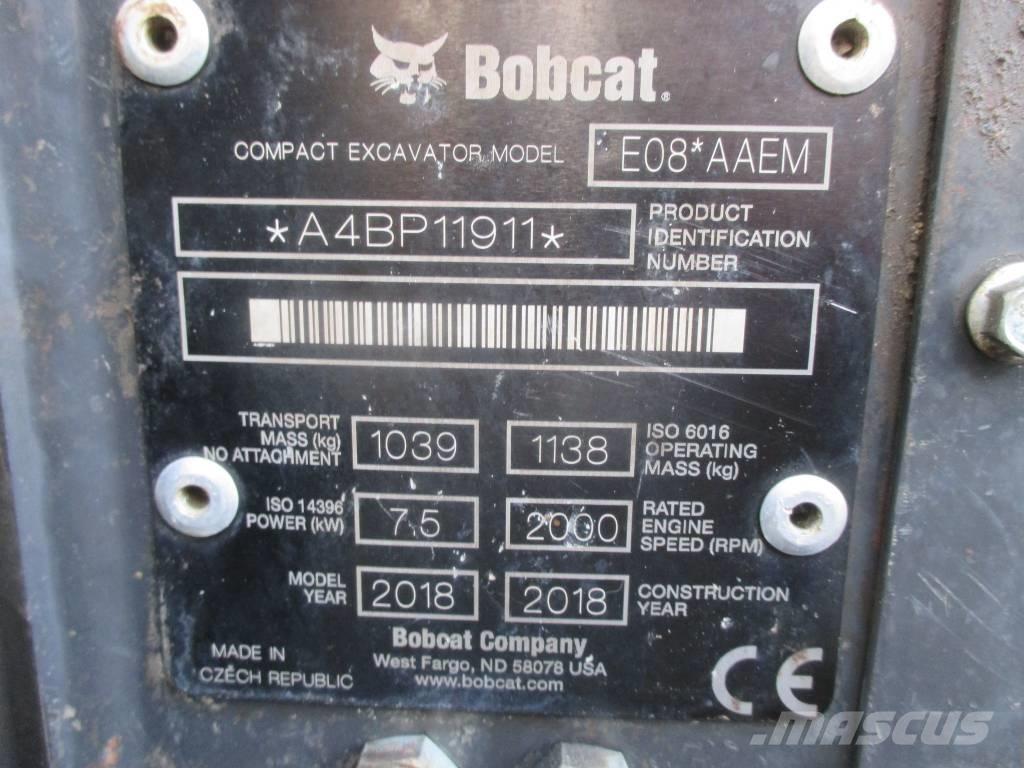 Bobcat®
COMPACT EXCAVATOR MODEL E08*AAEM
*A4BP11911*
PRODUCT
IDENTIFICATION
NUMBER
TRANSPORT
MASS (kg)
NO ATTACHMENT
1039
1138
ISO 6016
OPERATING
MASS (kg)
ISO 14396
POWER (kW)
7.5
2000
RATED
ENGINE
SPEED (RPM)
MODEL
YEAR
2018
2018
CONSTRUCTION
YEAR
Bobcat Company
West Fargo, ND 58078 USA
www.bobcat.com
MADE IN
CZECH REPUBLIC
CE
MASCUS